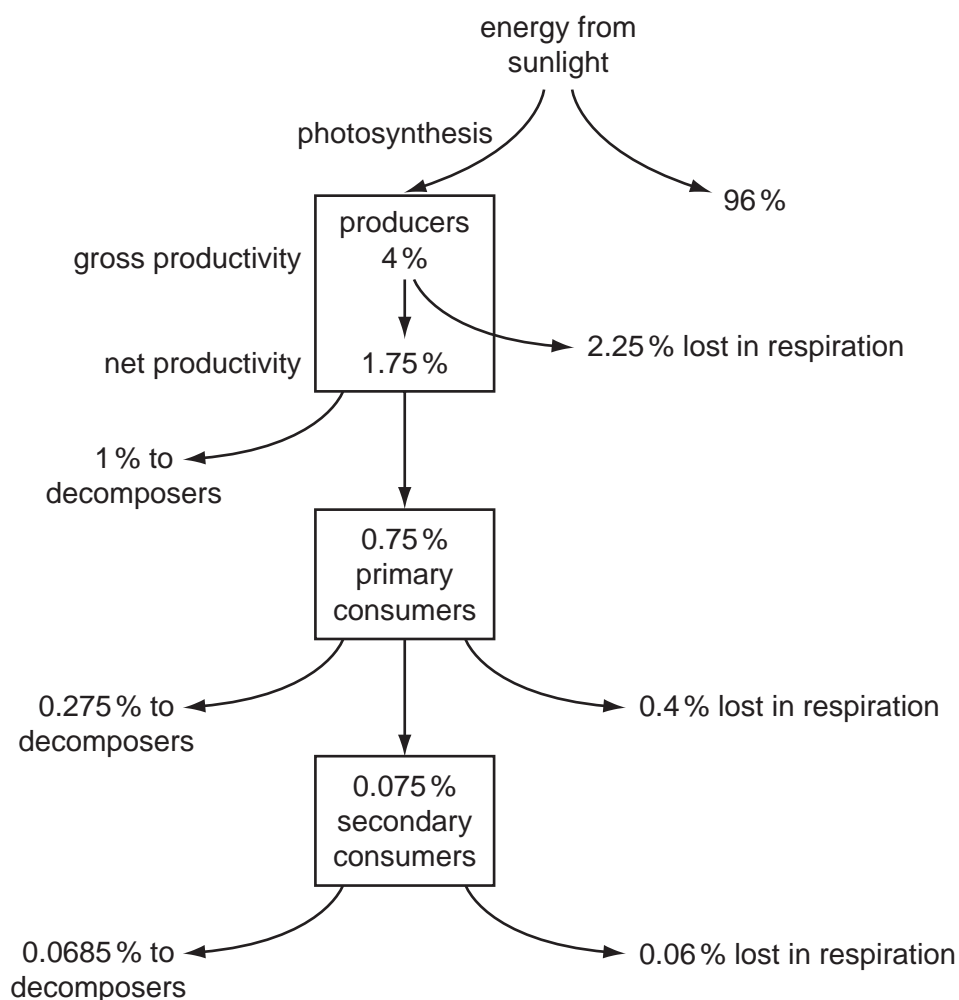 energy from
sunlight
photosynthesis
96%
producers
gross productivity
4%
2.25% lost in respiration
net productivity
1.75%
1% to
decomposers
0.75%
primary
consumers
0.275% to
decomposers
0.4% lost in respiration
0.075%
secondary
consumers
0.0685% to
decomposers
0.06% lost in respiration